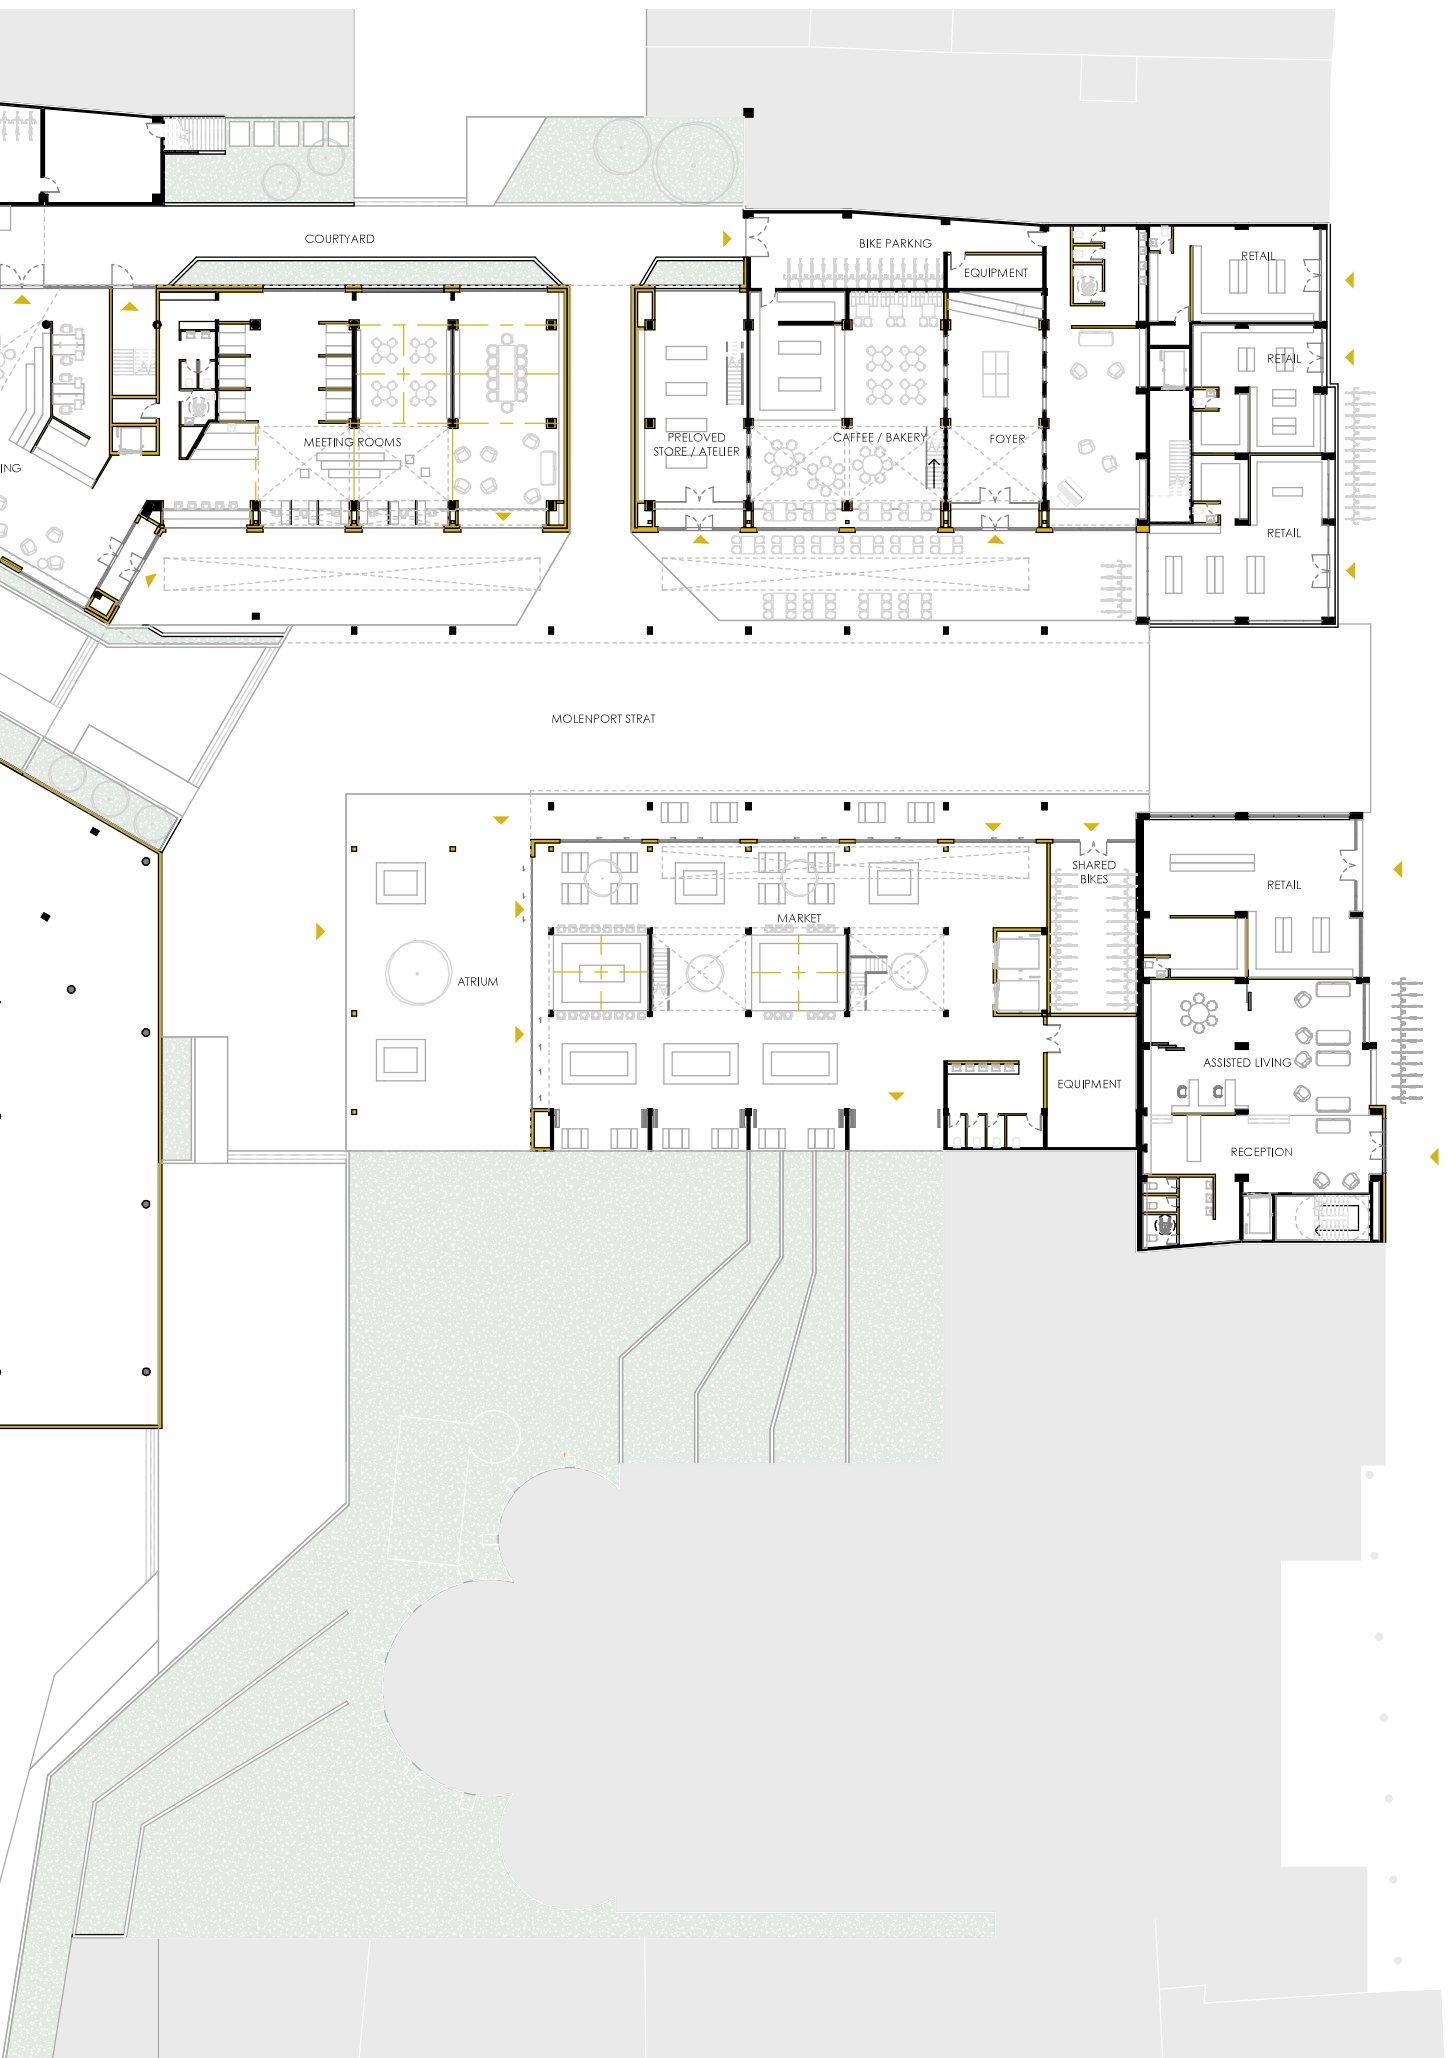 COURTYARD
BIKE PARKNG
EQUIPMENT
RETAIL
RETAIL
MEETING ROOMS
PRELOVED
STORE / ATELIER
CAFFEE / BAKERY
FOYER
ING
RETAIL
MOLENPORT STRAT
SHARED
BIKES
RETAIL
MARKET
ATRIUM
ASSISTED LIVING
EQUIPMENT
RECEPTION